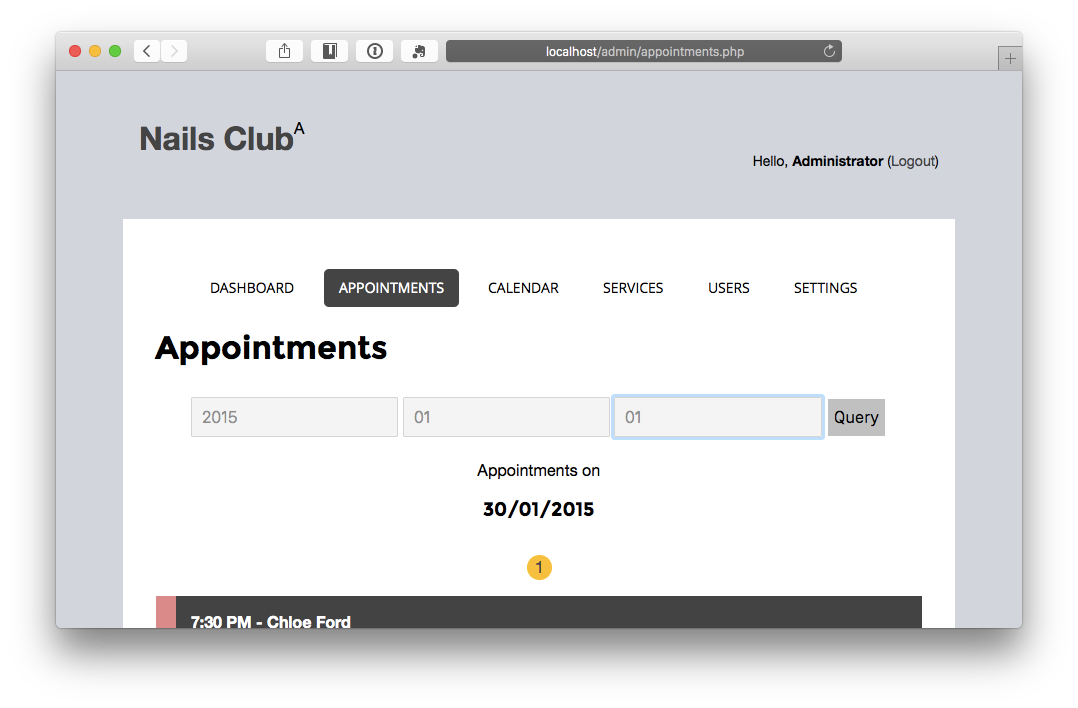 localhost/admin/appointments.php
Nails Club A
Hello, Administrator (Logout)
DASHBOARD APPOINTMENTS CALENDAR SERVICES USERS SETTINGS
Appointments
2015 01 01 Query
Appointments on
30/01/2015
1
7:30 PM - Chloe Ford